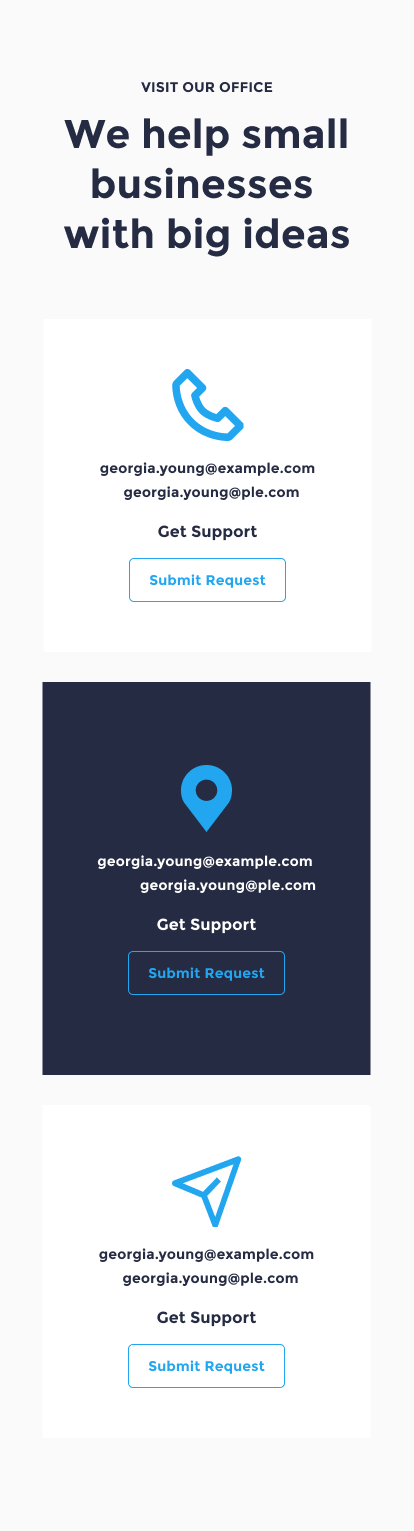 VISIT OUR OFFICE
We help small
businesses
with big ideas
georgia.young@example.com
georgia.young@ple.com
Get Support
Submit Request
georgia.young@example.com
georgia.young@ple.com
Get Support
Submit Request
georgia.young@example.com
georgia.young@ple.com
Get Support
Submit Request